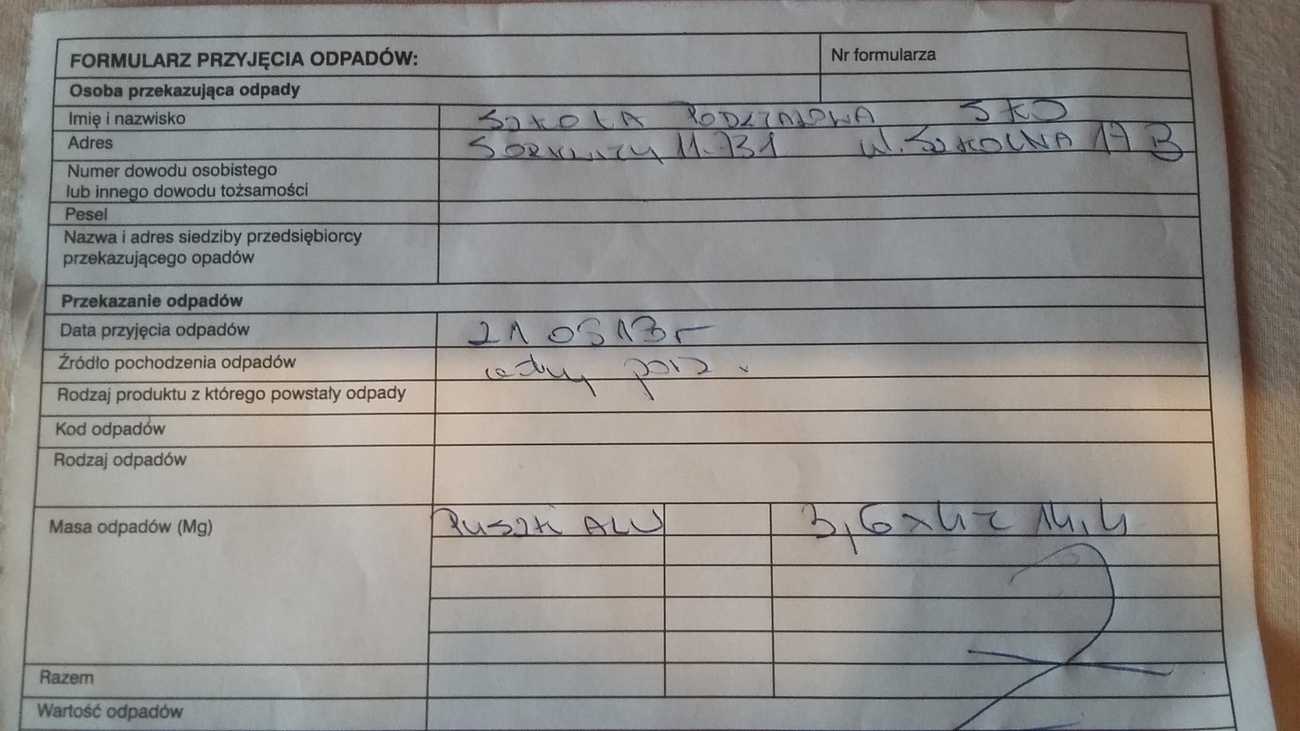 FORMULARZ PRZYJĘCIA ODPADÓW: Nr formularza
Osoba przekazująca odpady
Imię i nazwisko SZKOŁA PODSTAWOWA SKO
Adres SORKWITY 11-731 ul. SZKOLNA 17 B
Numer dowodu osobistego
lub innego dowodu tożsamości
Pesel
Nazwa i adres siedziby przedsiębiorcy
przekazującego opadów
Przekazanie odpadów
Data przyjęcia odpadów 21 05 13 r
Źródło pochodzenia odpadów
Rodzaj produktu z którego powstały odpady
Kod odpadów
Rodzaj odpadów
Masa odpadów (Mg) Puszki ALU 3,6 x 4 = 14,4
Razem
Wartość odpadów